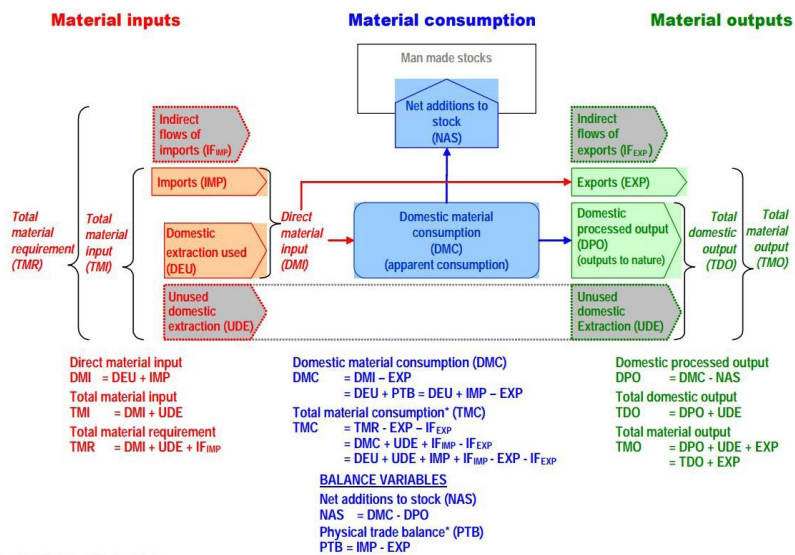 Material inputs
Material consumption
Material outputs
Man made stocks
Net additions to
stock
(NAS)
Indirect
flows of
imports (IF_IMP)
Indirect
flows of
exports (IF_EXP)
Imports (IMP)
Exports (EXP)
Total
material
requirement
(TMR)
Total
material
input
(TMI)
Domestic
extraction used
(DEU)
Direct
material
input
(DMI)
Domestic material
consumption
(DMC)
(apparent consumption)
Domestic
processed output
(DPO)
(outputs to nature)
Total
domestic
output
(TDO)
Total
material
output
(TMO)
Unused
domestic
extraction (UDE)
Unused
domestic
Extraction (UDE)
Direct material input
DMI = DEU + IMP
Total material input
TMI = DMI + UDE
Total material requirement
TMR = DMI + UDE + IF_IMP
Domestic material consumption (DMC)
DMC = DMI – EXP
= DEU + PTB = DEU + IMP – EXP
Total material consumption* (TMC)
TMC = TMR - EXP – IF_EXP
= DMC + UDE + IF_IMP - IF_EXP
= DEU + UDE + IMP + IF_IMP - EXP - IF_EXP
BALANCE VARIABLES
Net additions to stock (NAS)
NAS = DMC - DPO
Physical trade balance* (PTB)
PTB = IMP - EXP
Domestic processed output
DPO = DMC - NAS
Total domestic output
TDO = DPO + UDE
Total material output
TMO = DPO + UDE + EXP
= TDO + EXP